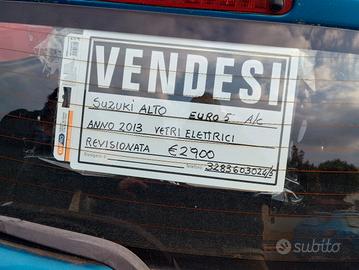 VENDESI
SUZUKI ALTO EURO 5 A/C
ANNO 2013 VETRI ELETTRICI
REVISIONATA €2900
subito